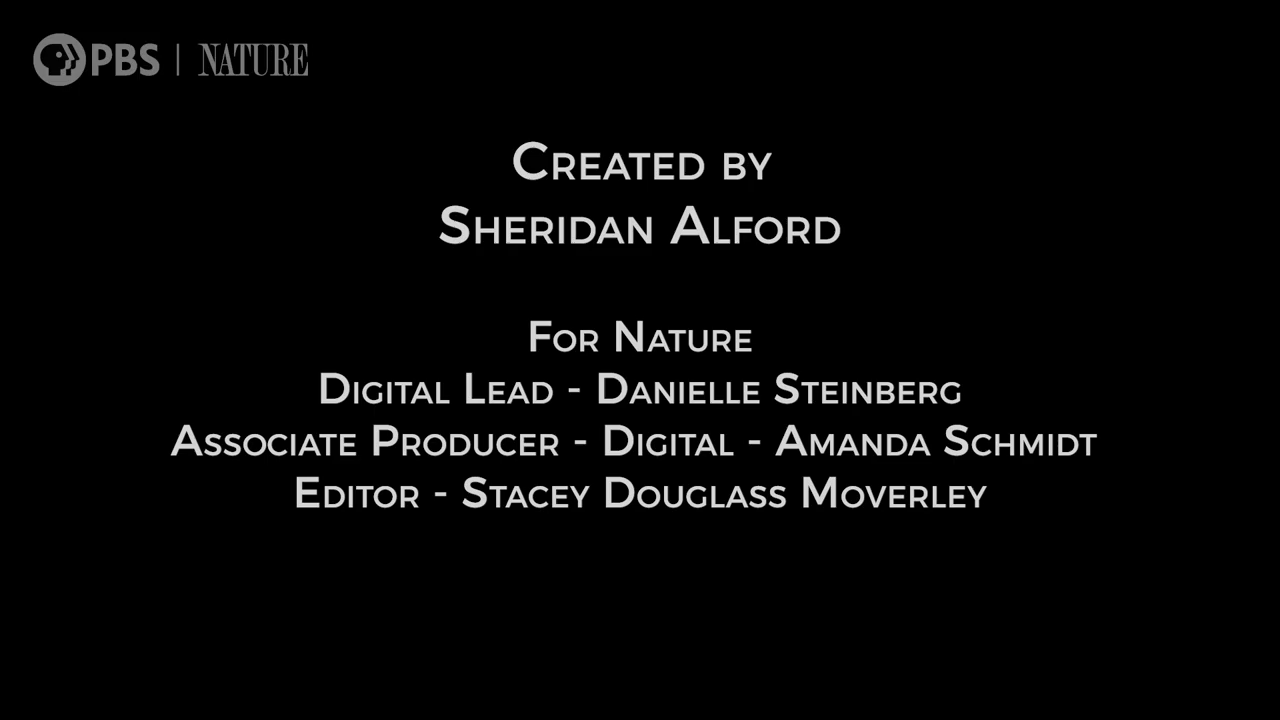 PBS | NATURE
Created by
Sheridan Alford
For Nature
Digital Lead - Danielle Steinberg
Associate Producer - Digital - Amanda Schmidt
Editor - Stacey Douglass Moverley